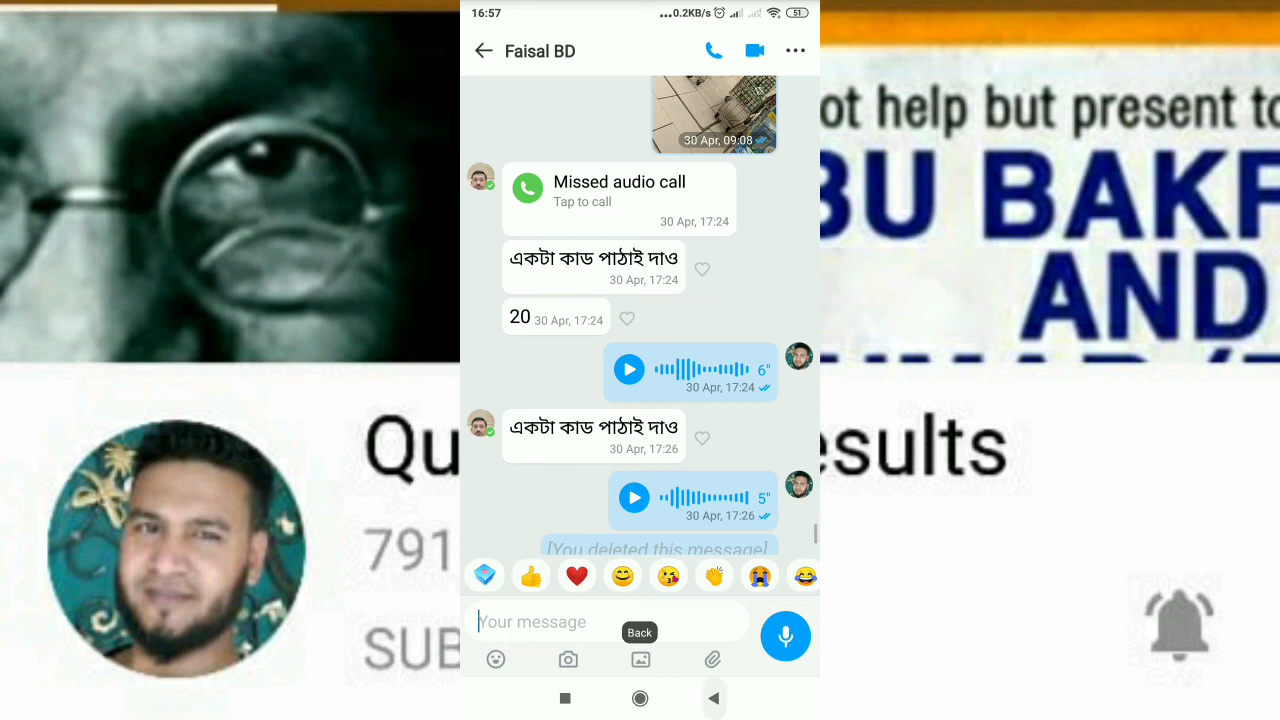 16:57
...0.2KB/s
51
Faisal BD
30 Apr, 09:08
Missed audio call
Tap to call
30 Apr, 17:24
একটা কাড পাঠাই দাও
30 Apr, 17:24
20 30 Apr, 17:24
6"
30 Apr, 17:24
একটা কাড পাঠাই দাও
30 Apr, 17:26
5"
30 Apr, 17:26
[You deleted this message]
Your message
Back
ot help but present to
BU BAK
AND
Qu
esults
791
SUB